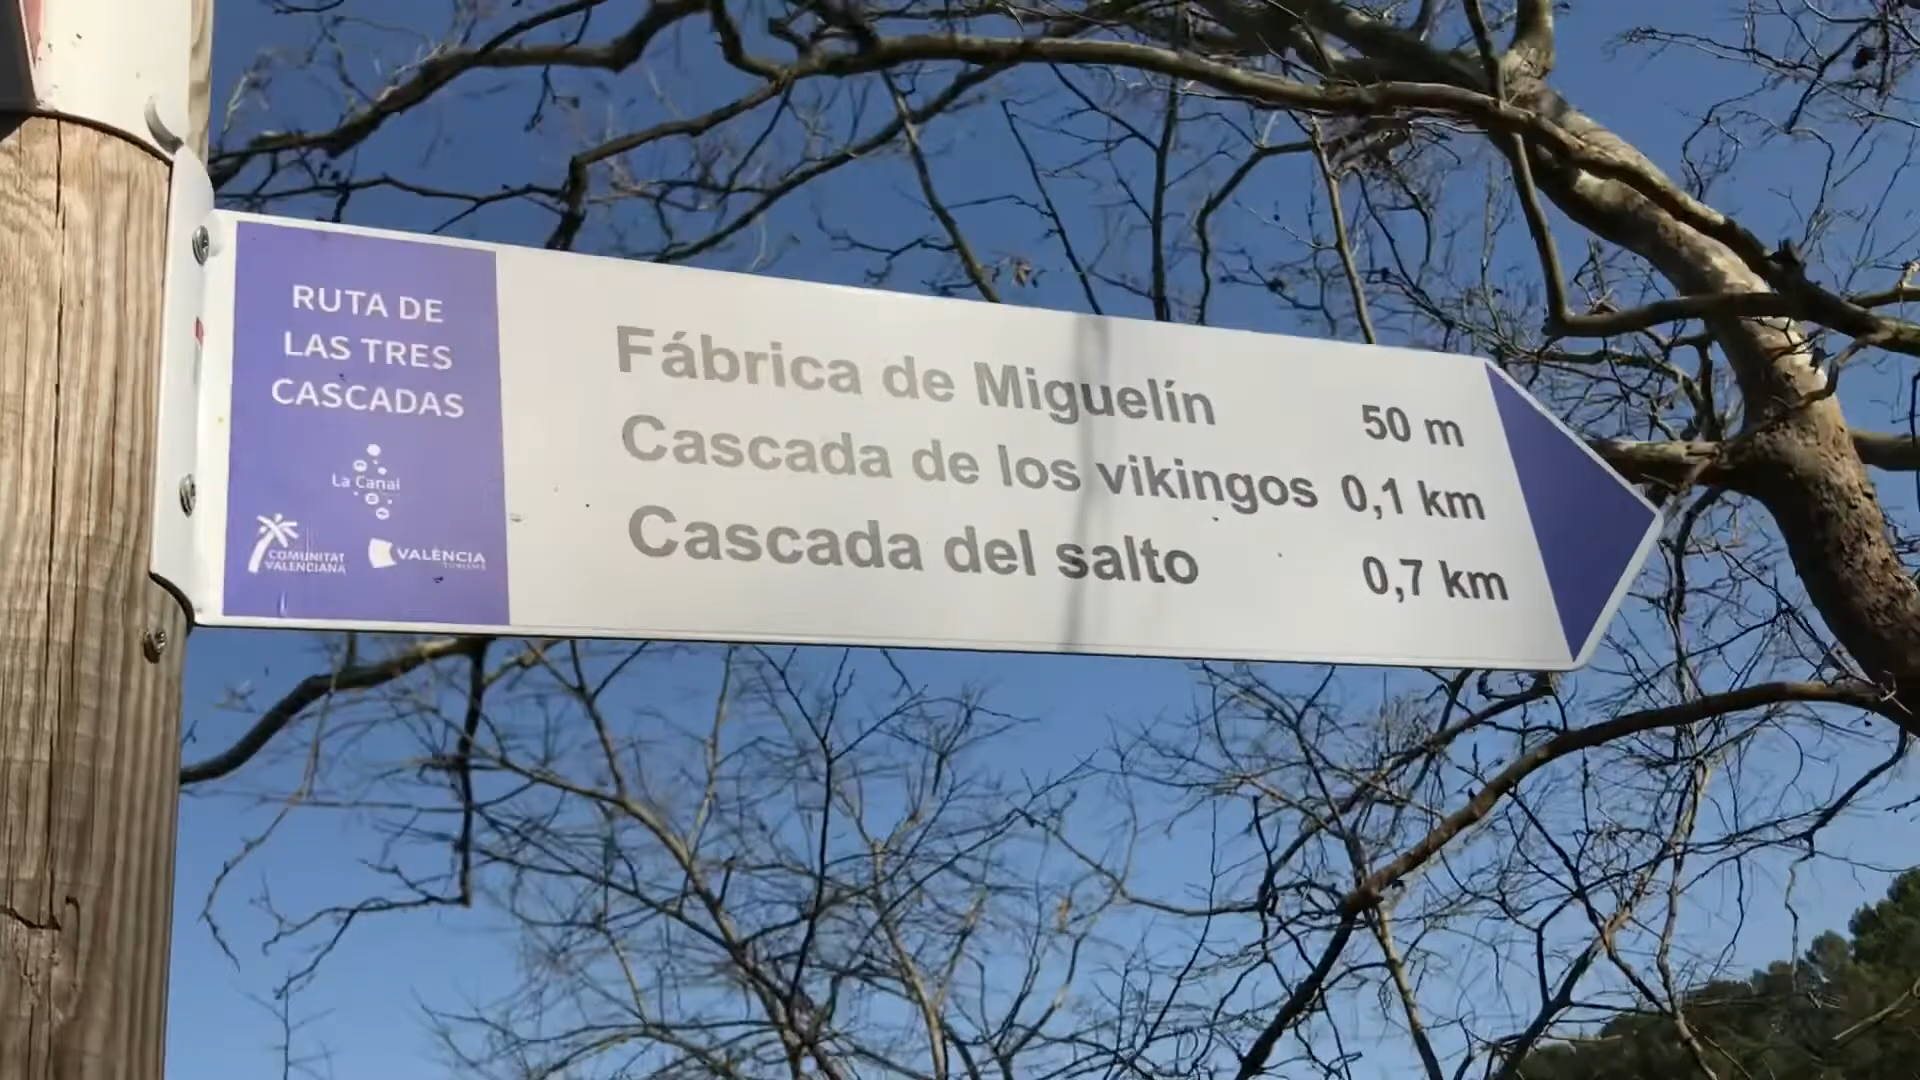 RUTA DE
LAS TRES
CASCADAS
La Canal
COMUNITAT
VALENCIANA
VALÈNCIA
TURISME
Fábrica de Miguelín 50 m
Cascada de los vikingos 0,1 km
Cascada del salto 0,7 km